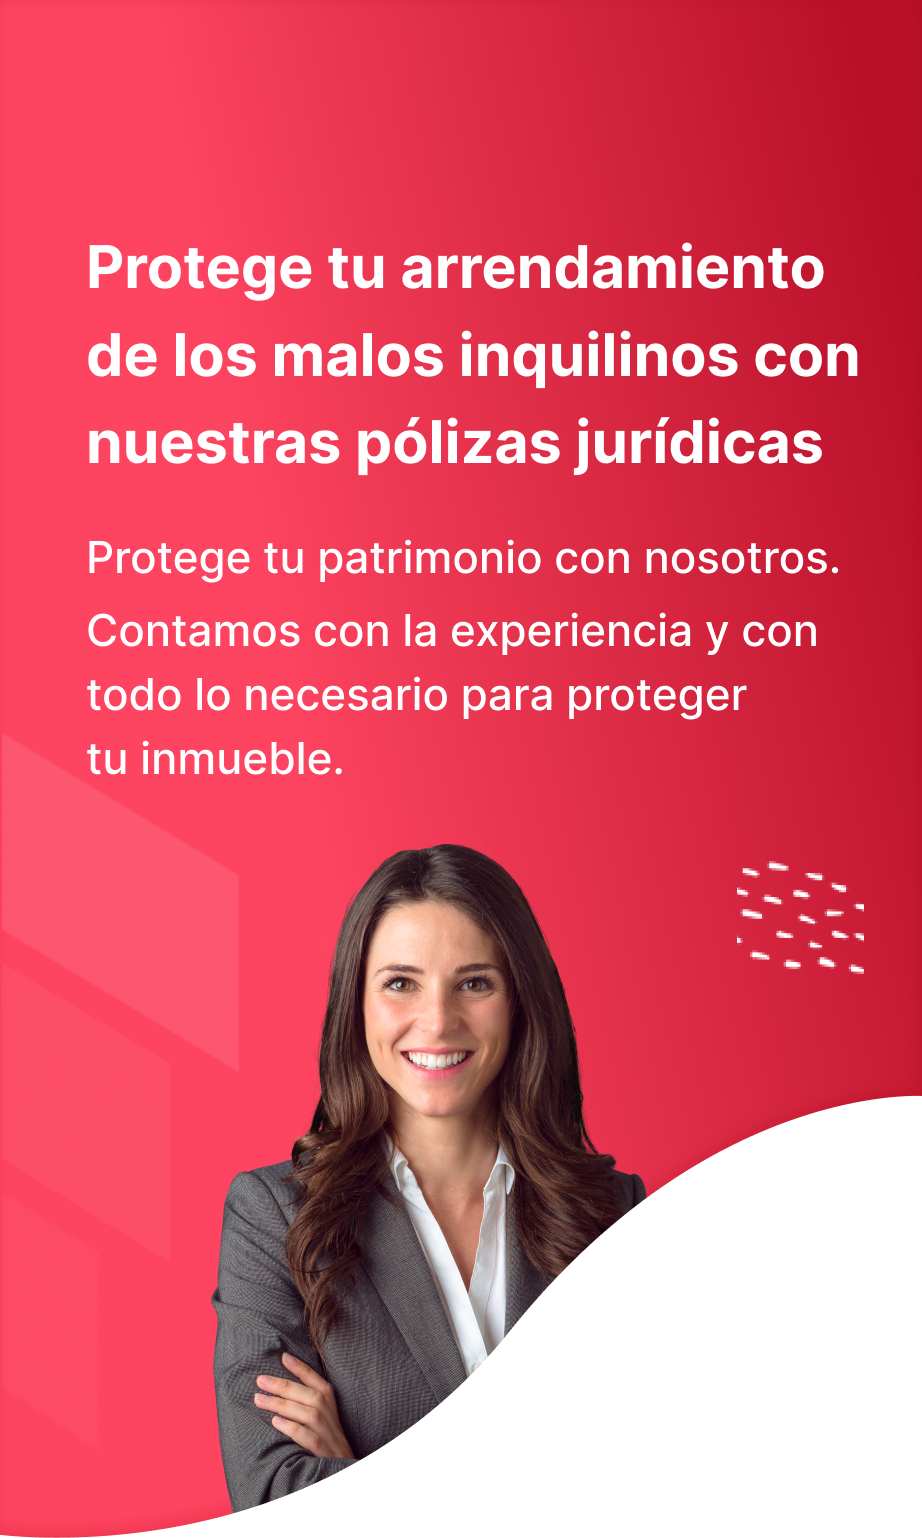 Protege tu arrendamiento
de los malos inquilinos con
nuestras pólizas jurídicas
Protege tu patrimonio con nosotros.
Contamos con la experiencia y con
todo lo necesario para proteger
tu inmueble.